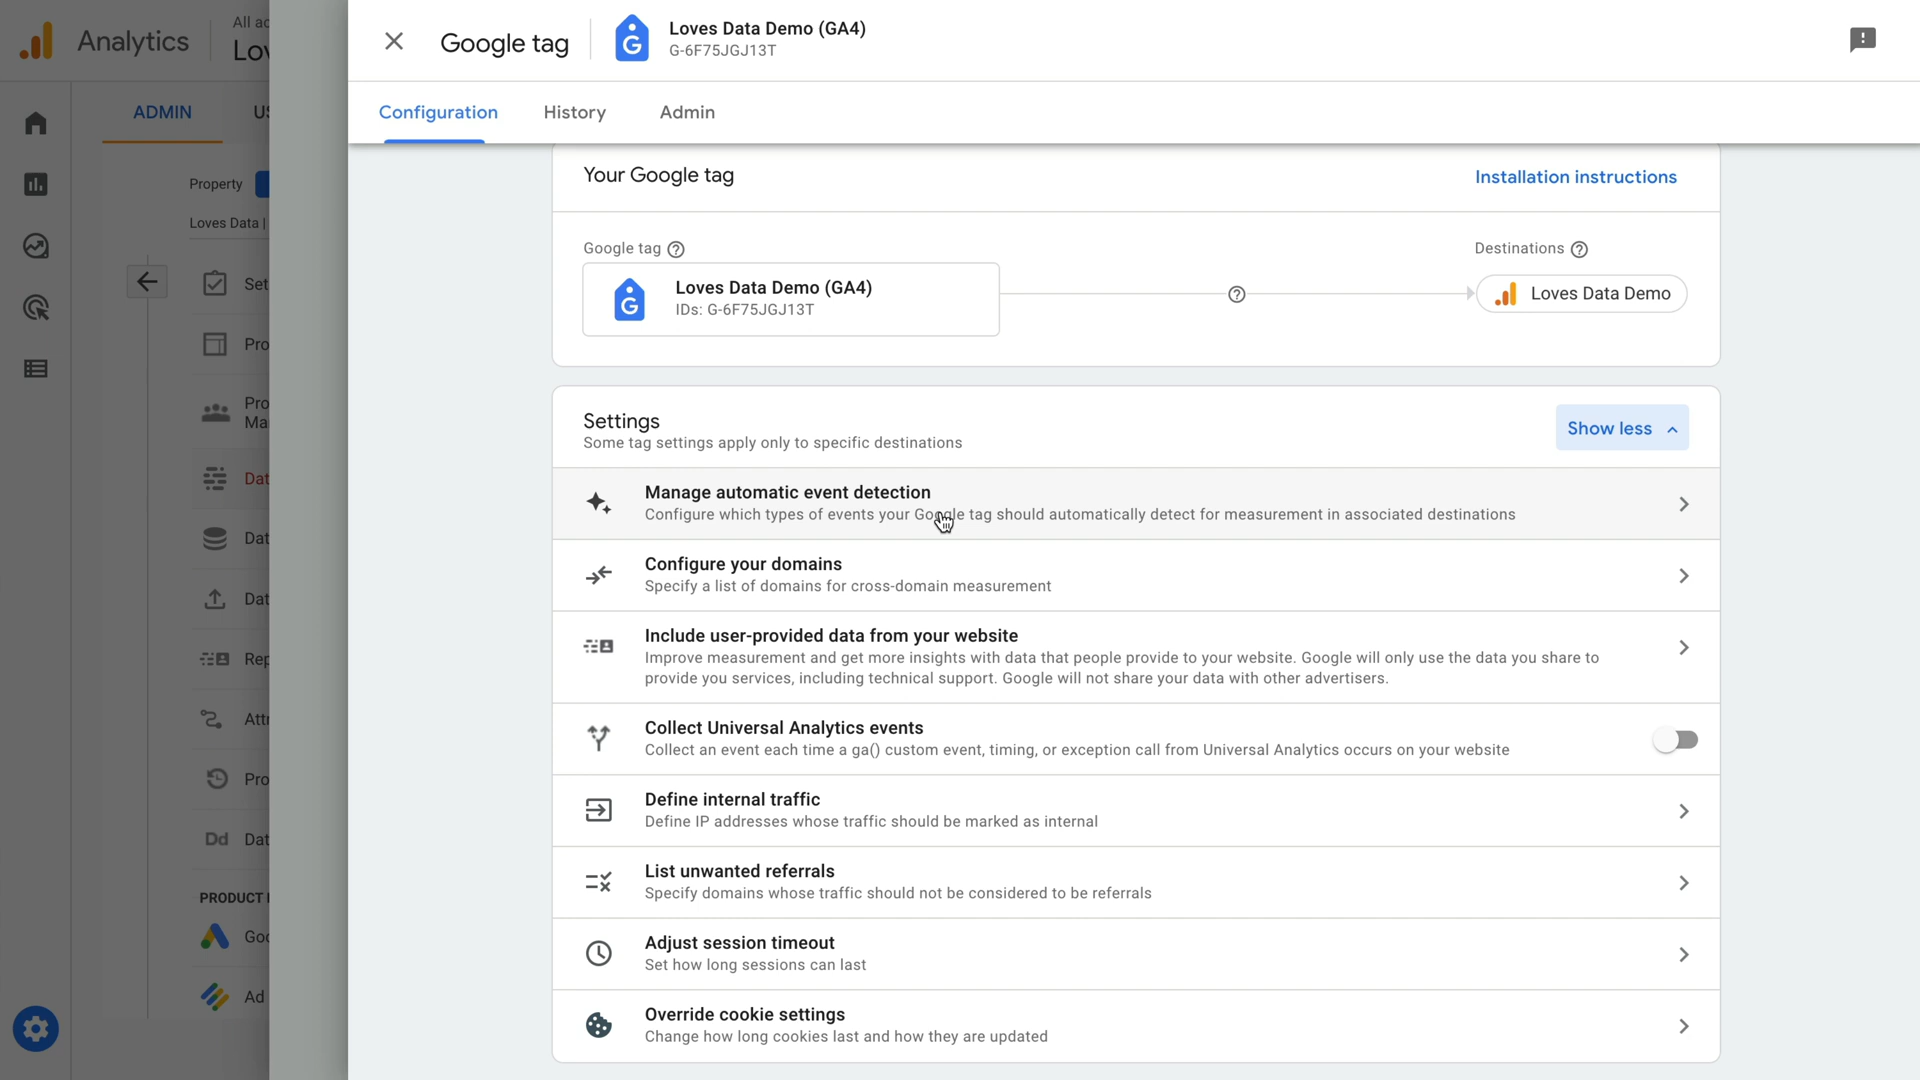 Analytics
All ac
Lov
Google tag
Loves Data Demo (GA4)
G-6F75JGJ13T
ADMIN
US
Configuration
History
Admin
Property
Loves Data |
Set
Pro
Pro
Ma
Dat
Dat
Dat
Rep
Attr
Pro
Dd Dat
PRODUCT
Goo
Ad
Your Google tag
Installation instructions
Google tag
Destinations
Loves Data Demo (GA4)
IDs: G-6F75JGJ13T
Loves Data Demo
Settings
Some tag settings apply only to specific destinations
Show less
Manage automatic event detection
Configure which types of events your Google tag should automatically detect for measurement in associated destinations
Configure your domains
Specify a list of domains for cross-domain measurement
Include user-provided data from your website
Improve measurement and get more insights with data that people provide to your website. Google will only use the data you share to
provide you services, including technical support. Google will not share your data with other advertisers.
Collect Universal Analytics events
Collect an event each time a ga() custom event, timing, or exception call from Universal Analytics occurs on your website
Define internal traffic
Define IP addresses whose traffic should be marked as internal
List unwanted referrals
Specify domains whose traffic should not be considered to be referrals
Adjust session timeout
Set how long sessions can last
Override cookie settings
Change how long cookies last and how they are updated